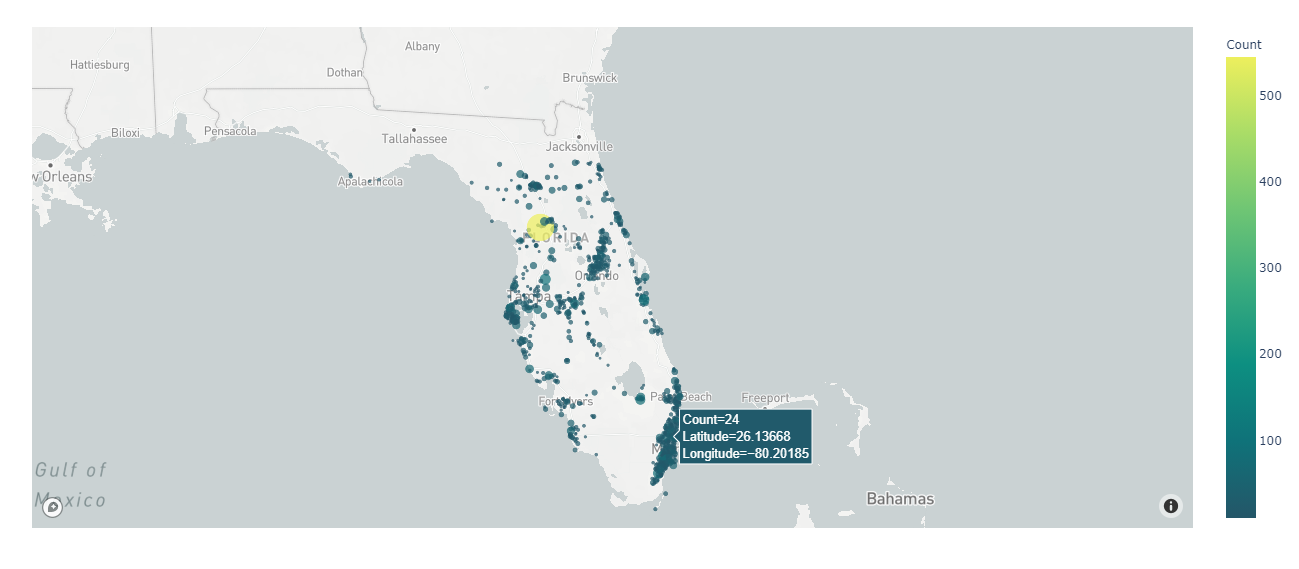 Count
Albany
Hattiesburg
Dothan
Brunswick
500
Biloxi
Pensacola
Tallahassee
Jacksonville
w Orleans
Apalachicola
400
FLORIDA
Orlando
300
Tampa
200
Fort Myers
Palm Beach
Freeport
Count=24
Latitude=26.13668
100
Longitude=−80.20185
Gulf of
Mexico
Bahamas